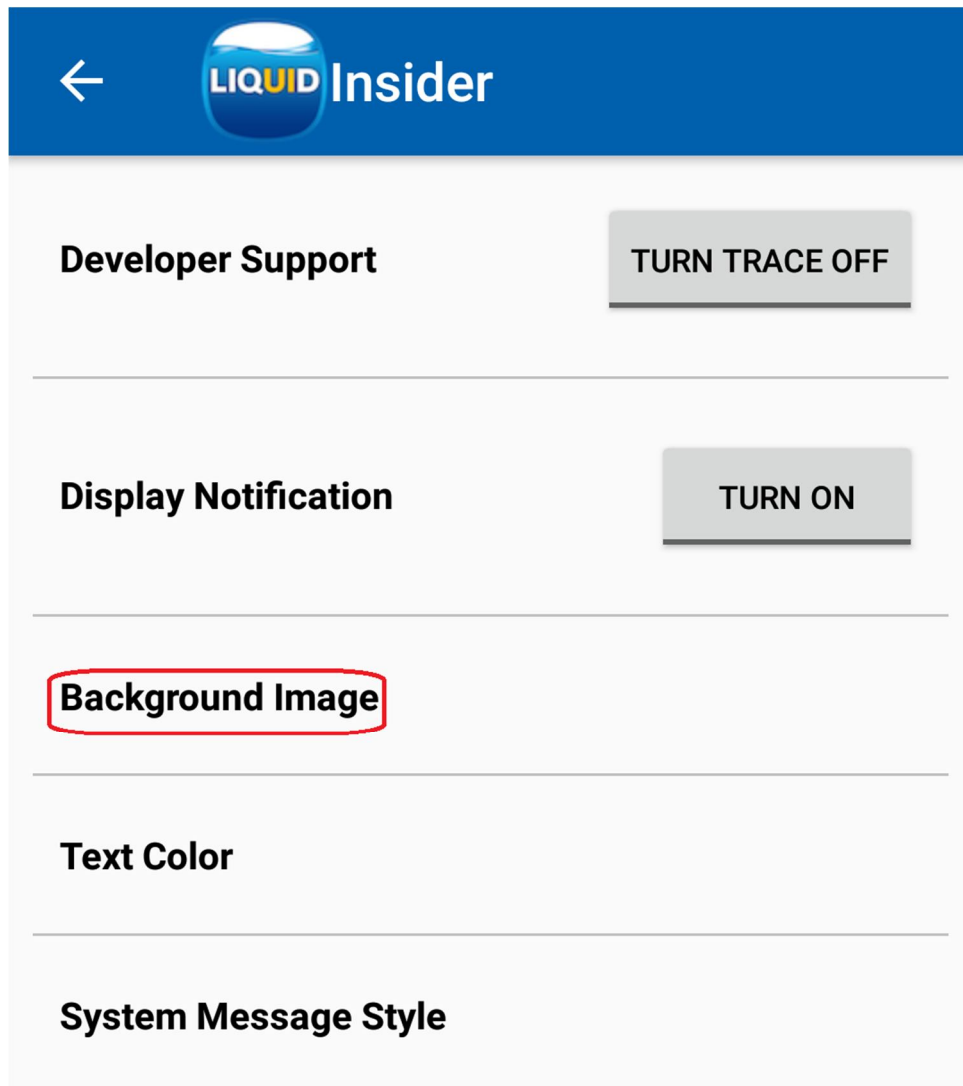 LIQUID Insider
Developer Support TURN TRACE OFF
Display Notification TURN ON
Background Image
Text Color
System Message Style